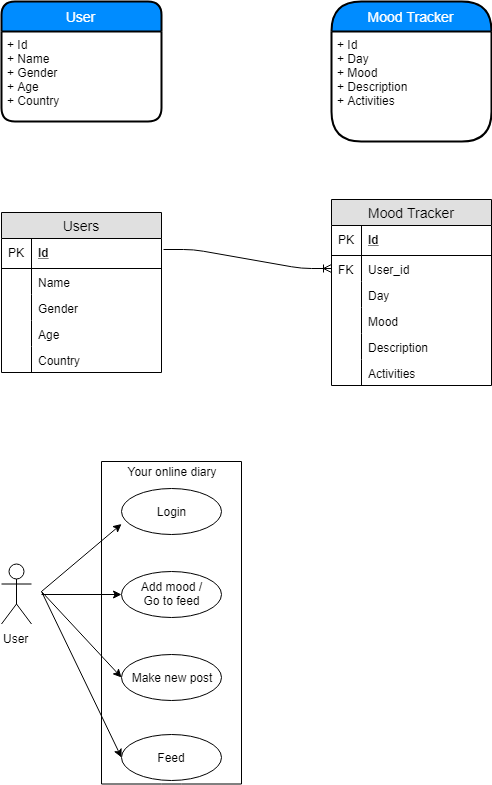 User
+ Id
+ Name
+ Gender
+ Age
+ Country
Mood Tracker
+ Id
+ Day
+ Mood
+ Description
+ Activities
Users
PK Id
Name
Gender
Age
Country
Mood Tracker
PK Id
FK User_id
Day
Mood
Description
Activities
Your online diary
Login
Add mood /
Go to feed
Make new post
Feed
User